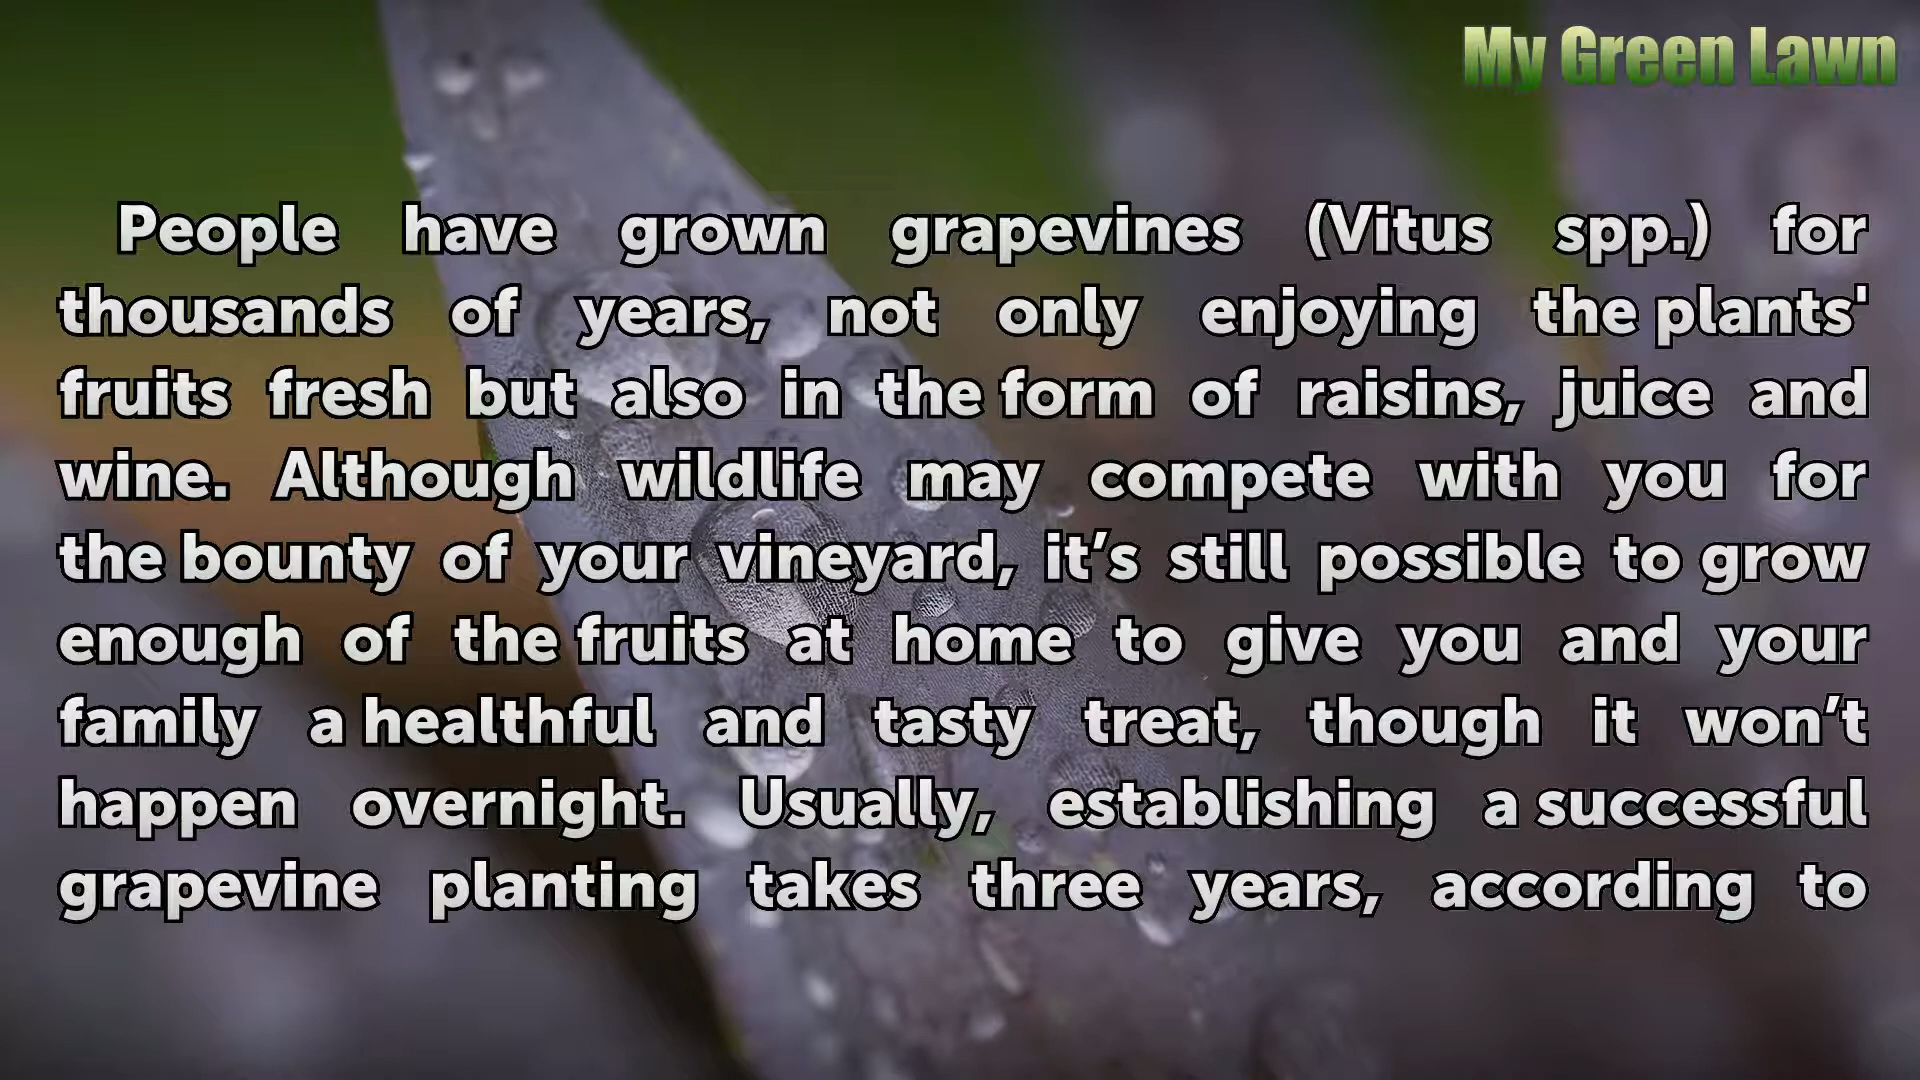 My Green Lawn
People have grown grapevines (Vitus spp.) for
thousands of years, not only enjoying the plants'
fruits fresh but also in the form of raisins, juice and
wine. Although wildlife may compete with you for
the bounty of your vineyard, it’s still possible to grow
enough of the fruits at home to give you and your
family a healthful and tasty treat, though it won’t
happen overnight. Usually, establishing a successful
grapevine planting takes three years, according to